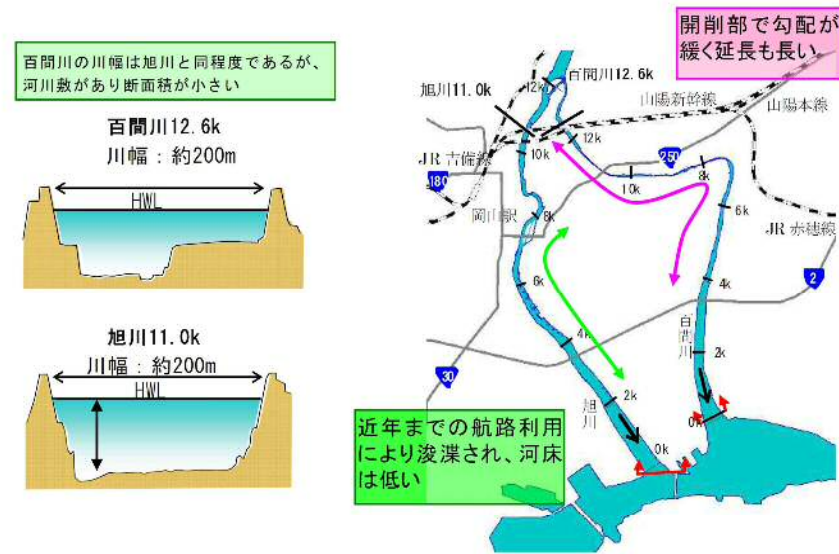 百間川の川幅は旭川と同程度であるが、
河川敷があり断面積が小さい
百間川12.6k
川幅：約200m
HWL
旭川11.0k
川幅：約200m
HWL
開削部で勾配が
緩く延長も長い
12k
百間川12.6k
旭川11.0k
山陽新幹線
山陽本線
12k
10k
JR 吉備線
250
180
10k
8k
岡山駅
8k
6k
JR 赤穂線
2
6k
4k
百間川
4k
30
2k
2k
旭川
0k
0k
近年までの航路利用
により浚渫され、河床
は低い